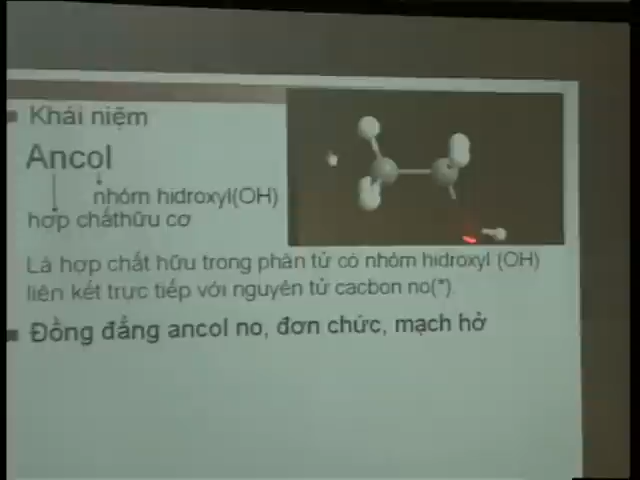 Khái niệm
Ancol
nhóm hidroxyl(OH)
hợp chấthữu cơ
Là hợp chất hữu trong phân tử có nhóm hidroxyl (OH)
liên kết trực tiếp với nguyên tử cacbon no(*)
Đồng đẳng ancol no, đơn chức, mạch hở